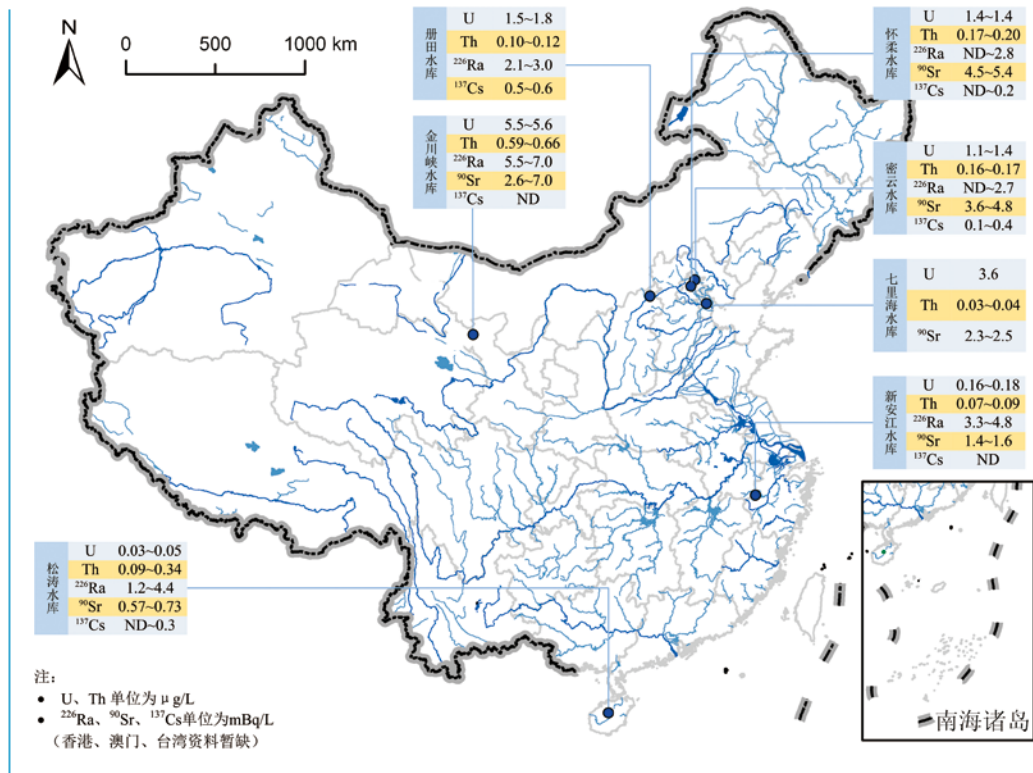 N
0 500 1000 km
册田水库
U 1.5~1.8
Th 0.10~0.12
²²⁶Ra 2.1~3.0
¹³⁷Cs 0.5~0.6
怀柔水库
U 1.4~1.4
Th 0.17~0.20
²²⁶Ra ND~2.8
⁹⁰Sr 4.5~5.4
¹³⁷Cs ND~0.2
金川峡水库
U 5.5~5.6
Th 0.59~0.66
²²⁶Ra 5.5~7.0
⁹⁰Sr 2.6~7.0
¹³⁷Cs ND
密云水库
U 1.1~1.4
Th 0.16~0.17
²²⁶Ra ND~2.7
⁹⁰Sr 3.6~4.8
¹³⁷Cs 0.1~0.4
七里海水库
U 3.6
Th 0.03~0.04
⁹⁰Sr 2.3~2.5
新安江水库
U 0.16~0.18
Th 0.07~0.09
²²⁶Ra 3.3~4.8
⁹⁰Sr 1.4~1.6
¹³⁷Cs ND
松涛水库
U 0.03~0.05
Th 0.09~0.34
²²⁶Ra 1.2~4.4
⁹⁰Sr 0.57~0.73
¹³⁷Cs ND~0.3
注:
● U、Th 单位为 μg/L
● ²²⁶Ra、⁹⁰Sr、¹³⁷Cs单位为mBq/L
(香港、澳门、台湾资料暂缺)
南海诸岛